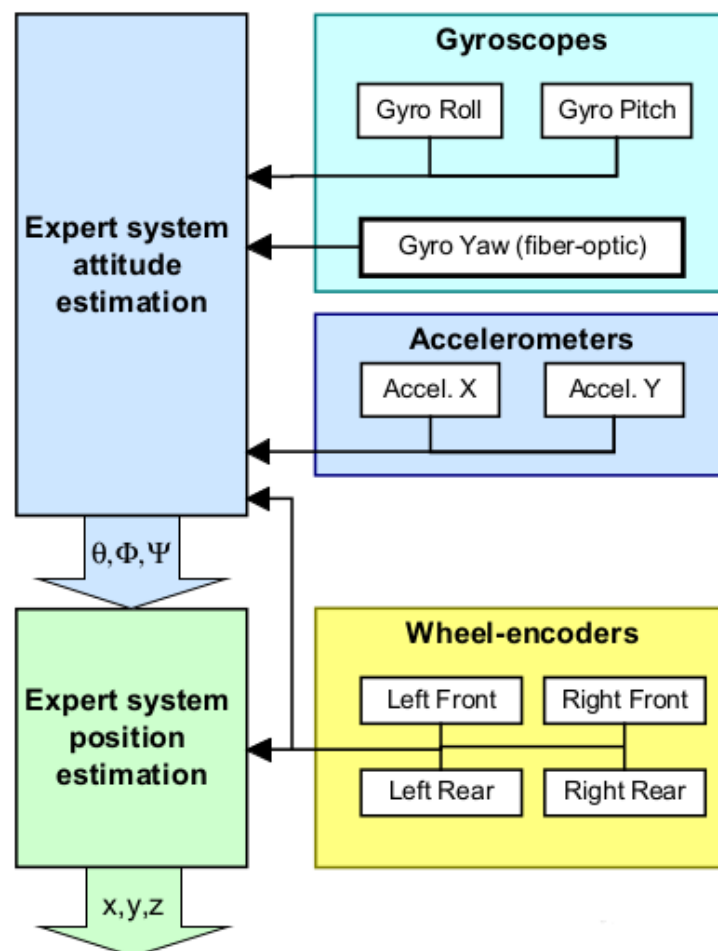 Gyroscopes
Gyro Roll
Gyro Pitch
Gyro Yaw (fiber-optic)
Expert system
attitude
estimation
Accelerometers
Accel. X
Accel. Y
θ,Φ,Ψ
Wheel-encoders
Left Front
Right Front
Left Rear
Right Rear
Expert system
position
estimation
x,y,z